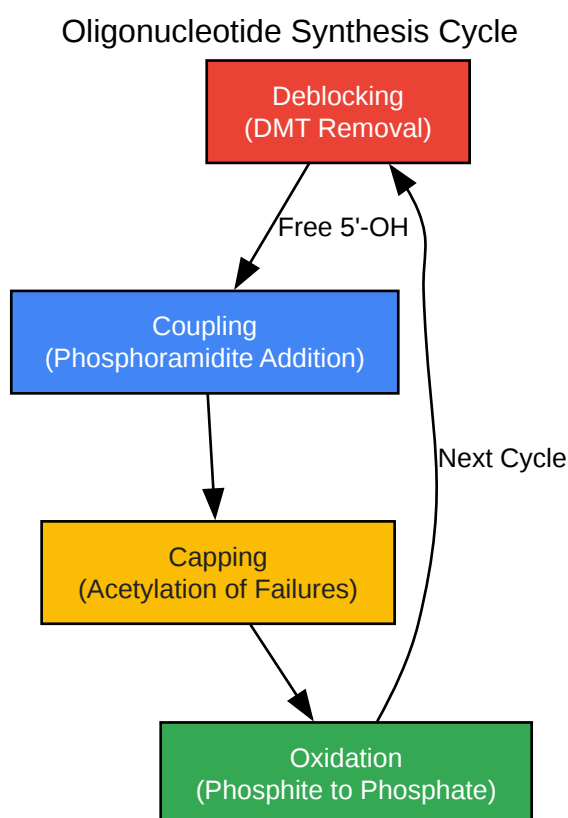 Oligonucleotide Synthesis Cycle
Deblocking
(DMT Removal)
Free 5'-OH
Coupling
(Phosphoramidite Addition)
Next Cycle
Capping
(Acetylation of Failures)
Oxidation
(Phosphite to Phosphate)